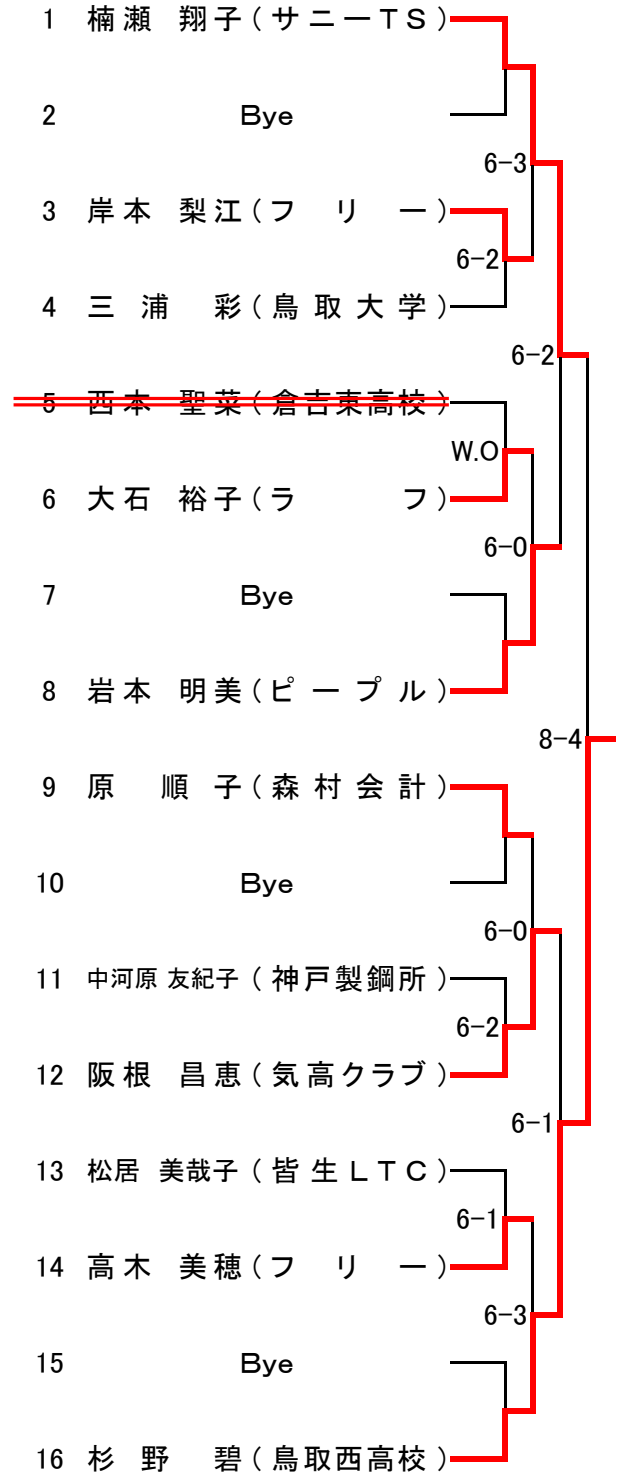 1 楠瀬 翔子(サニーTS)
2 Bye
6-3
3 岸本 梨江(フリー)
6-2
4 三浦 彩(鳥取大学)
6-2
5 西本 聖菜(倉吉東高校)
W.O
6 大石 裕子(ラフ)
6-0
7 Bye
8 岩本 明美(ピープル)
8-4
9 原 順子(森村会計)
10 Bye
6-0
11 中河原 友紀子(神戸製鋼所)
6-2
12 阪根 昌恵(気高クラブ)
6-1
13 松居 美哉子(皆生LTC)
6-1
14 高木 美穂(フリー)
6-3
15 Bye
16 杉野 碧(鳥取西高校)